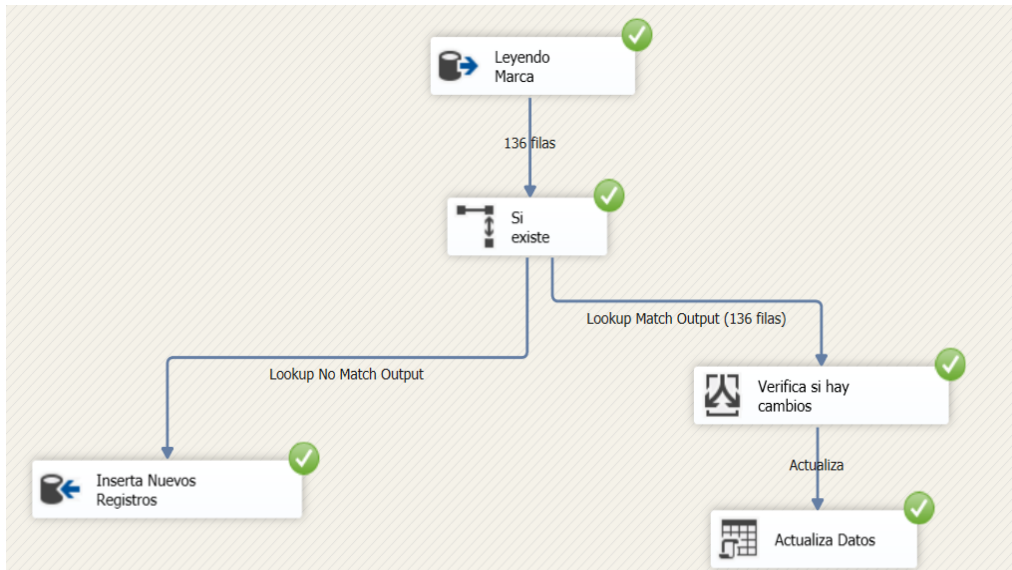 Leyendo
Marca
136 filas
Si
existe
Lookup Match Output (136 filas)
Lookup No Match Output
Verifica si hay
cambios
Actualiza
Inserta Nuevos
Registros
Actualiza Datos